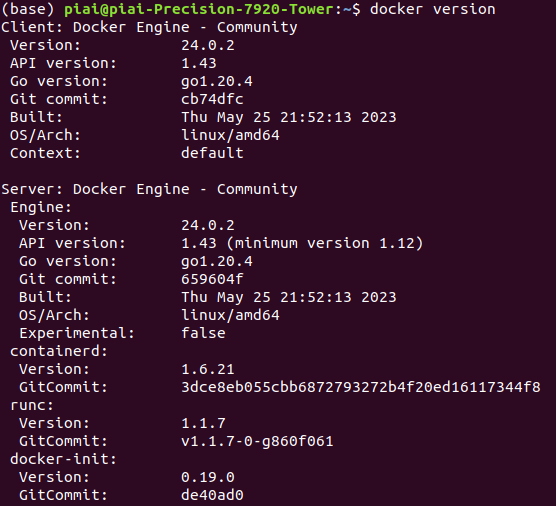 (base) piai@piai-Precision-7920-Tower:~$ docker version
Client: Docker Engine - Community
 Version:           24.0.2
 API version:       1.43
 Go version:        go1.20.4
 Git commit:        cb74dfc
 Built:             Thu May 25 21:52:13 2023
 OS/Arch:           linux/amd64
 Context:           default

Server: Docker Engine - Community
 Engine:
  Version:          24.0.2
  API version:      1.43 (minimum version 1.12)
  Go version:       go1.20.4
  Git commit:       659604f
  Built:            Thu May 25 21:52:13 2023
  OS/Arch:          linux/amd64
  Experimental:     false
 containerd:
  Version:          1.6.21
  GitCommit:        3dce8eb055cbb6872793272b4f20ed16117344f8
 runc:
  Version:          1.1.7
  GitCommit:        v1.1.7-0-g860f061
 docker-init:
  Version:          0.19.0
  GitCommit:        de40ad0